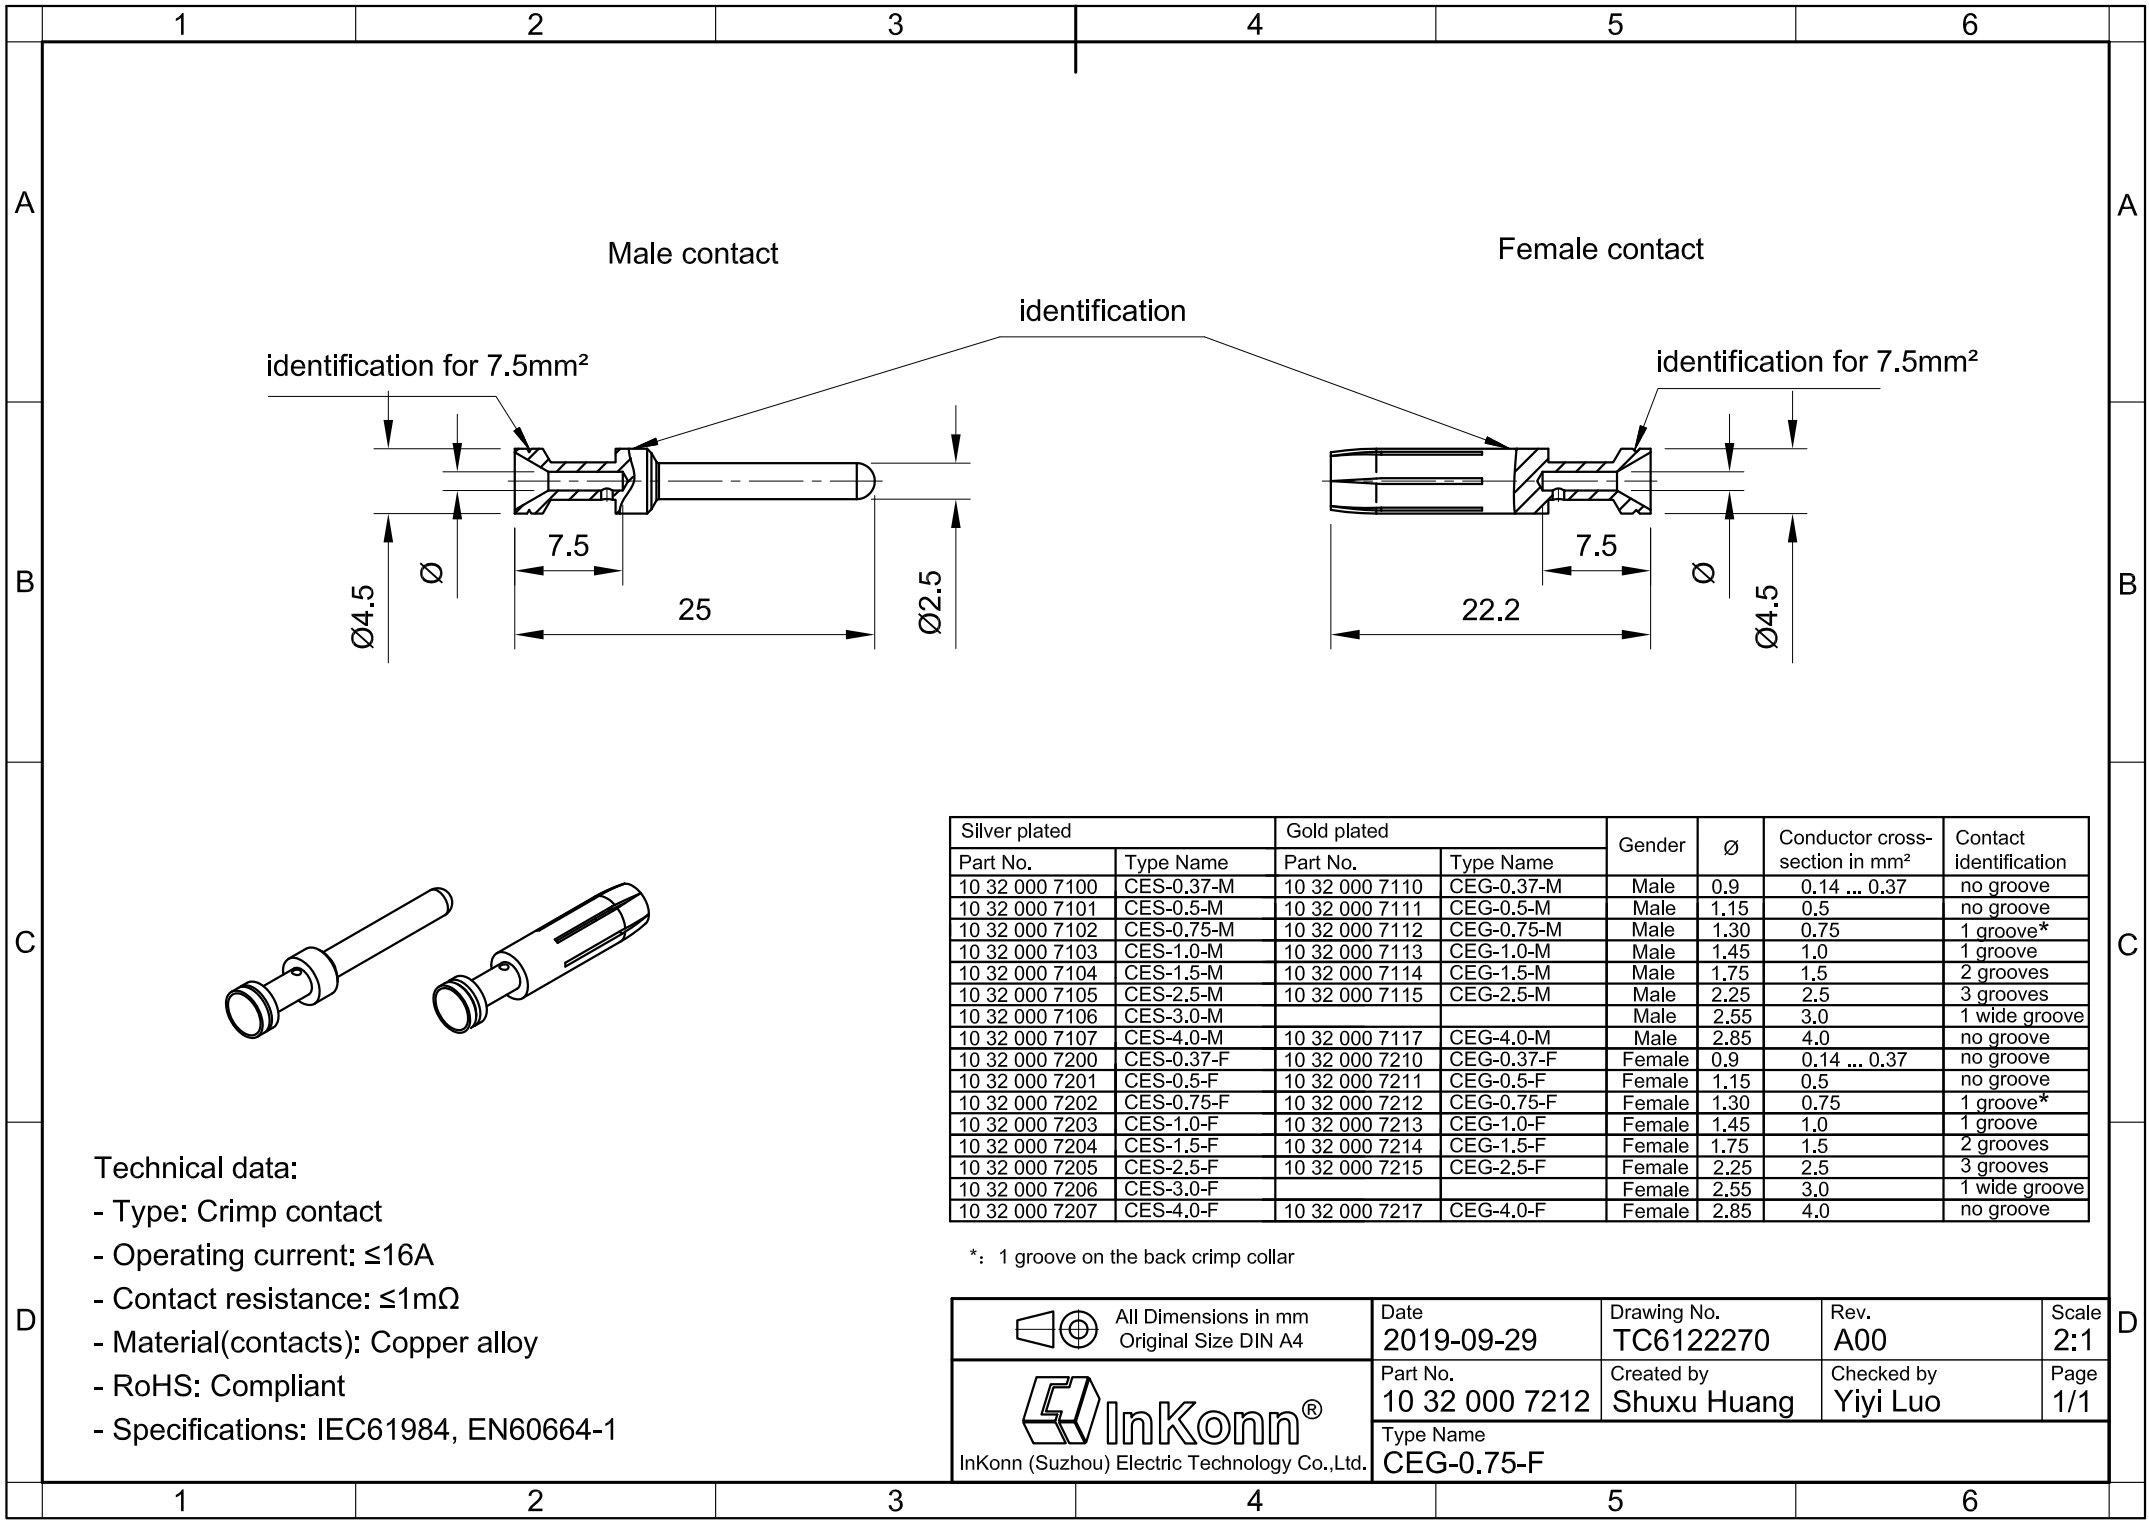 1 2 3 4 5 6
A A
Male contact
Female contact
identification
identification for 7.5mm²
identification for 7.5mm²
7.5
25
Ø
Ø4.5
Ø2.5
7.5
22.2
Ø
Ø4.5
B B
C C
Silver plated Gold plated Gender Ø Conductor cross-section in mm² Contact identification
Part No. Type Name Part No. Type Name
10 32 000 7100 CES-0.37-M 10 32 000 7110 CEG-0.37-M Male 0.9 0.14 ... 0.37 no groove
10 32 000 7101 CES-0.5-M 10 32 000 7111 CEG-0.5-M Male 1.15 0.5 no groove
10 32 000 7102 CES-0.75-M 10 32 000 7112 CEG-0.75-M Male 1.30 0.75 1 groove*
10 32 000 7103 CES-1.0-M 10 32 000 7113 CEG-1.0-M Male 1.45 1.0 1 groove
10 32 000 7104 CES-1.5-M 10 32 000 7114 CEG-1.5-M Male 1.75 1.5 2 grooves
10 32 000 7105 CES-2.5-M 10 32 000 7115 CEG-2.5-M Male 2.25 2.5 3 grooves
10 32 000 7106 CES-3.0-M Male 2.55 3.0 1 wide groove
10 32 000 7107 CES-4.0-M 10 32 000 7117 CEG-4.0-M Male 2.85 4.0 no groove
10 32 000 7200 CES-0.37-F 10 32 000 7210 CEG-0.37-F Female 0.9 0.14 ... 0.37 no groove
10 32 000 7201 CES-0.5-F 10 32 000 7211 CEG-0.5-F Female 1.15 0.5 no groove
10 32 000 7202 CES-0.75-F 10 32 000 7212 CEG-0.75-F Female 1.30 0.75 1 groove*
10 32 000 7203 CES-1.0-F 10 32 000 7213 CEG-1.0-F Female 1.45 1.0 1 groove
10 32 000 7204 CES-1.5-F 10 32 000 7214 CEG-1.5-F Female 1.75 1.5 2 grooves
10 32 000 7205 CES-2.5-F 10 32 000 7215 CEG-2.5-F Female 2.25 2.5 3 grooves
10 32 000 7206 CES-3.0-F Female 2.55 3.0 1 wide groove
10 32 000 7207 CES-4.0-F 10 32 000 7217 CEG-4.0-F Female 2.85 4.0 no groove
*: 1 groove on the back crimp collar
Technical data:
- Type: Crimp contact
- Operating current: ≤16A
- Contact resistance: ≤1mΩ
- Material(contacts): Copper alloy
- RoHS: Compliant
- Specifications: IEC61984, EN60664-1
D D
All Dimensions in mm
Original Size DIN A4
Date
2019-09-29
Drawing No.
TC6122270
Rev.
A00
Scale
2:1
InKonn®
InKonn (Suzhou) Electric Technology Co.,Ltd.
Part No.
10 32 000 7212
Created by
Shuxu Huang
Checked by
Yiyi Luo
Page
1/1
Type Name
CEG-0.75-F
1 2 3 4 5 6